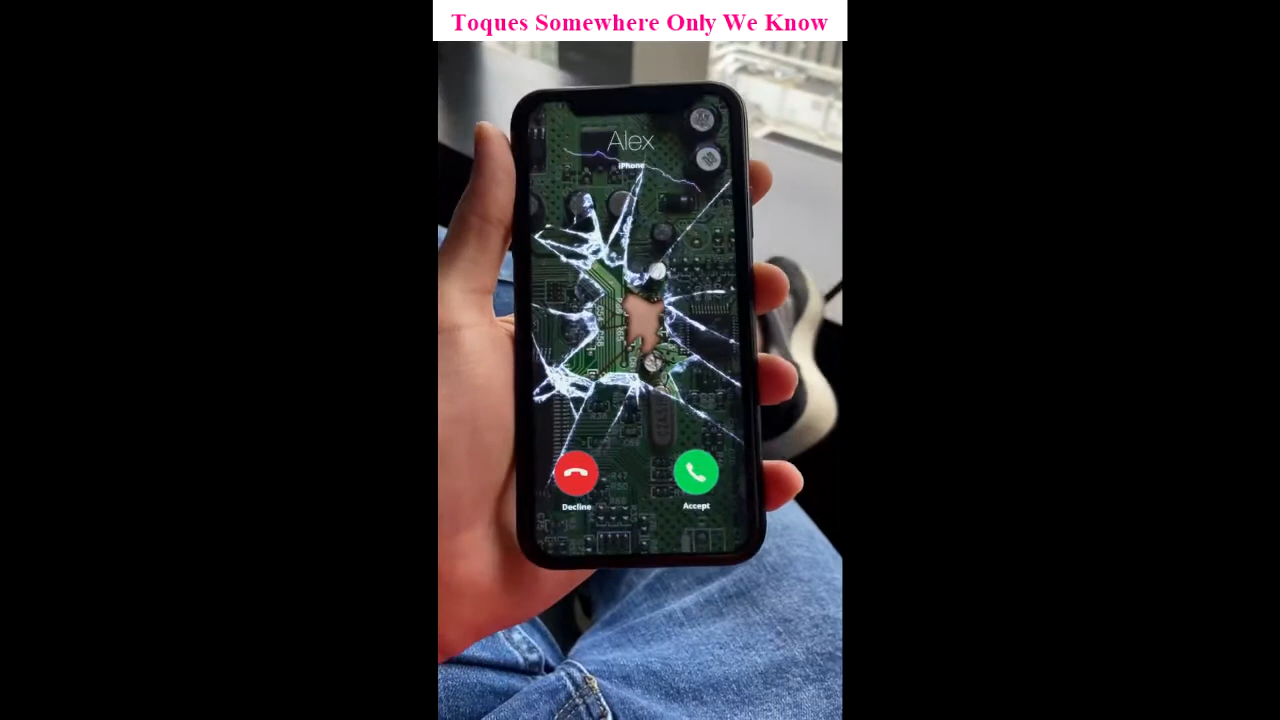 Toques Somewhere Only We Know
Alex
iPhone
Decline
Accept